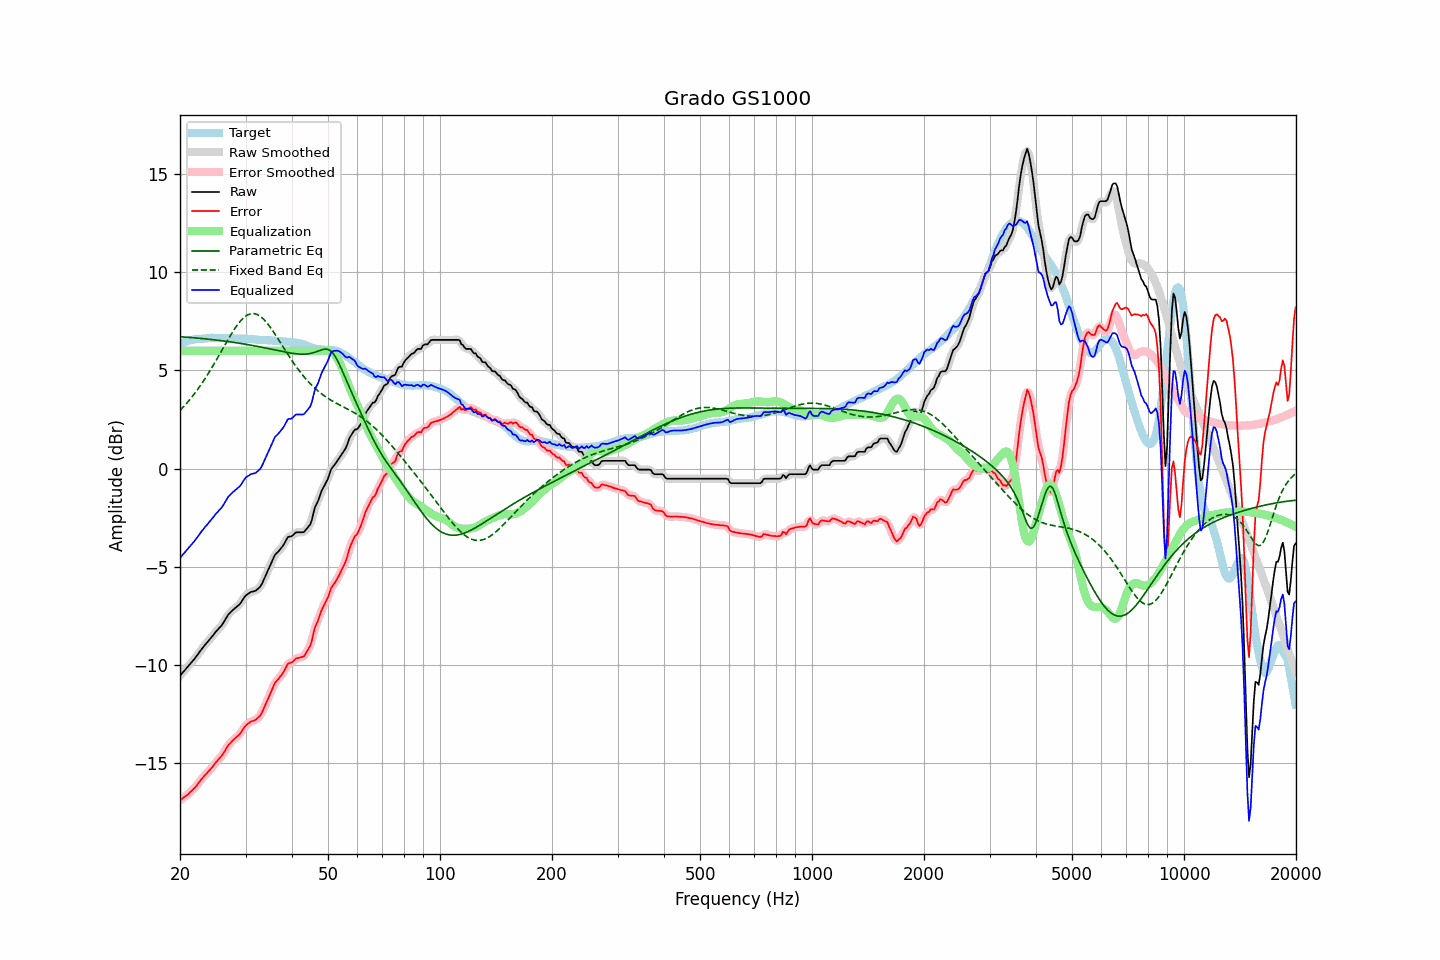 Grado GS1000
Target
Raw Smoothed
Error Smoothed
Raw
Error
Equalization
Parametric Eq
Fixed Band Eq
Equalized
Amplitude (dBr)
15
10
5
0
−5
−10
−15
20 50 100 200 500 1000 2000 5000 10000 20000
Frequency (Hz)